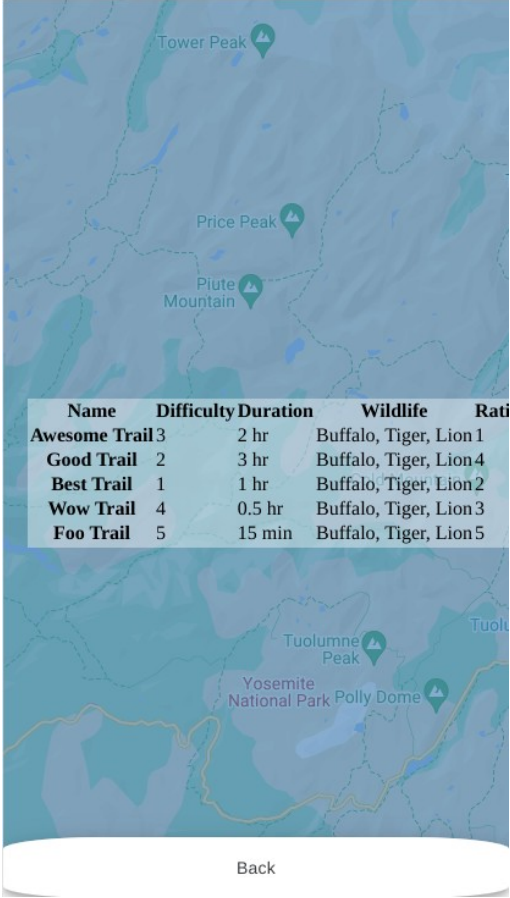 Tower Peak
Price Peak
Piute
Mountain
Name Difficulty Duration Wildlife Rati
Awesome Trail 3 2 hr Buffalo, Tiger, Lion 1
Good Trail 2 3 hr Buffalo, Tiger, Lion 4
Best Trail 1 1 hr Buffalo, Tiger, Lion 2
Wow Trail 4 0.5 hr Buffalo, Tiger, Lion 3
Foo Trail 5 15 min Buffalo, Tiger, Lion 5
Tuolu
Tuolumne
Peak
Yosemite
National Park
Polly Dome
Back